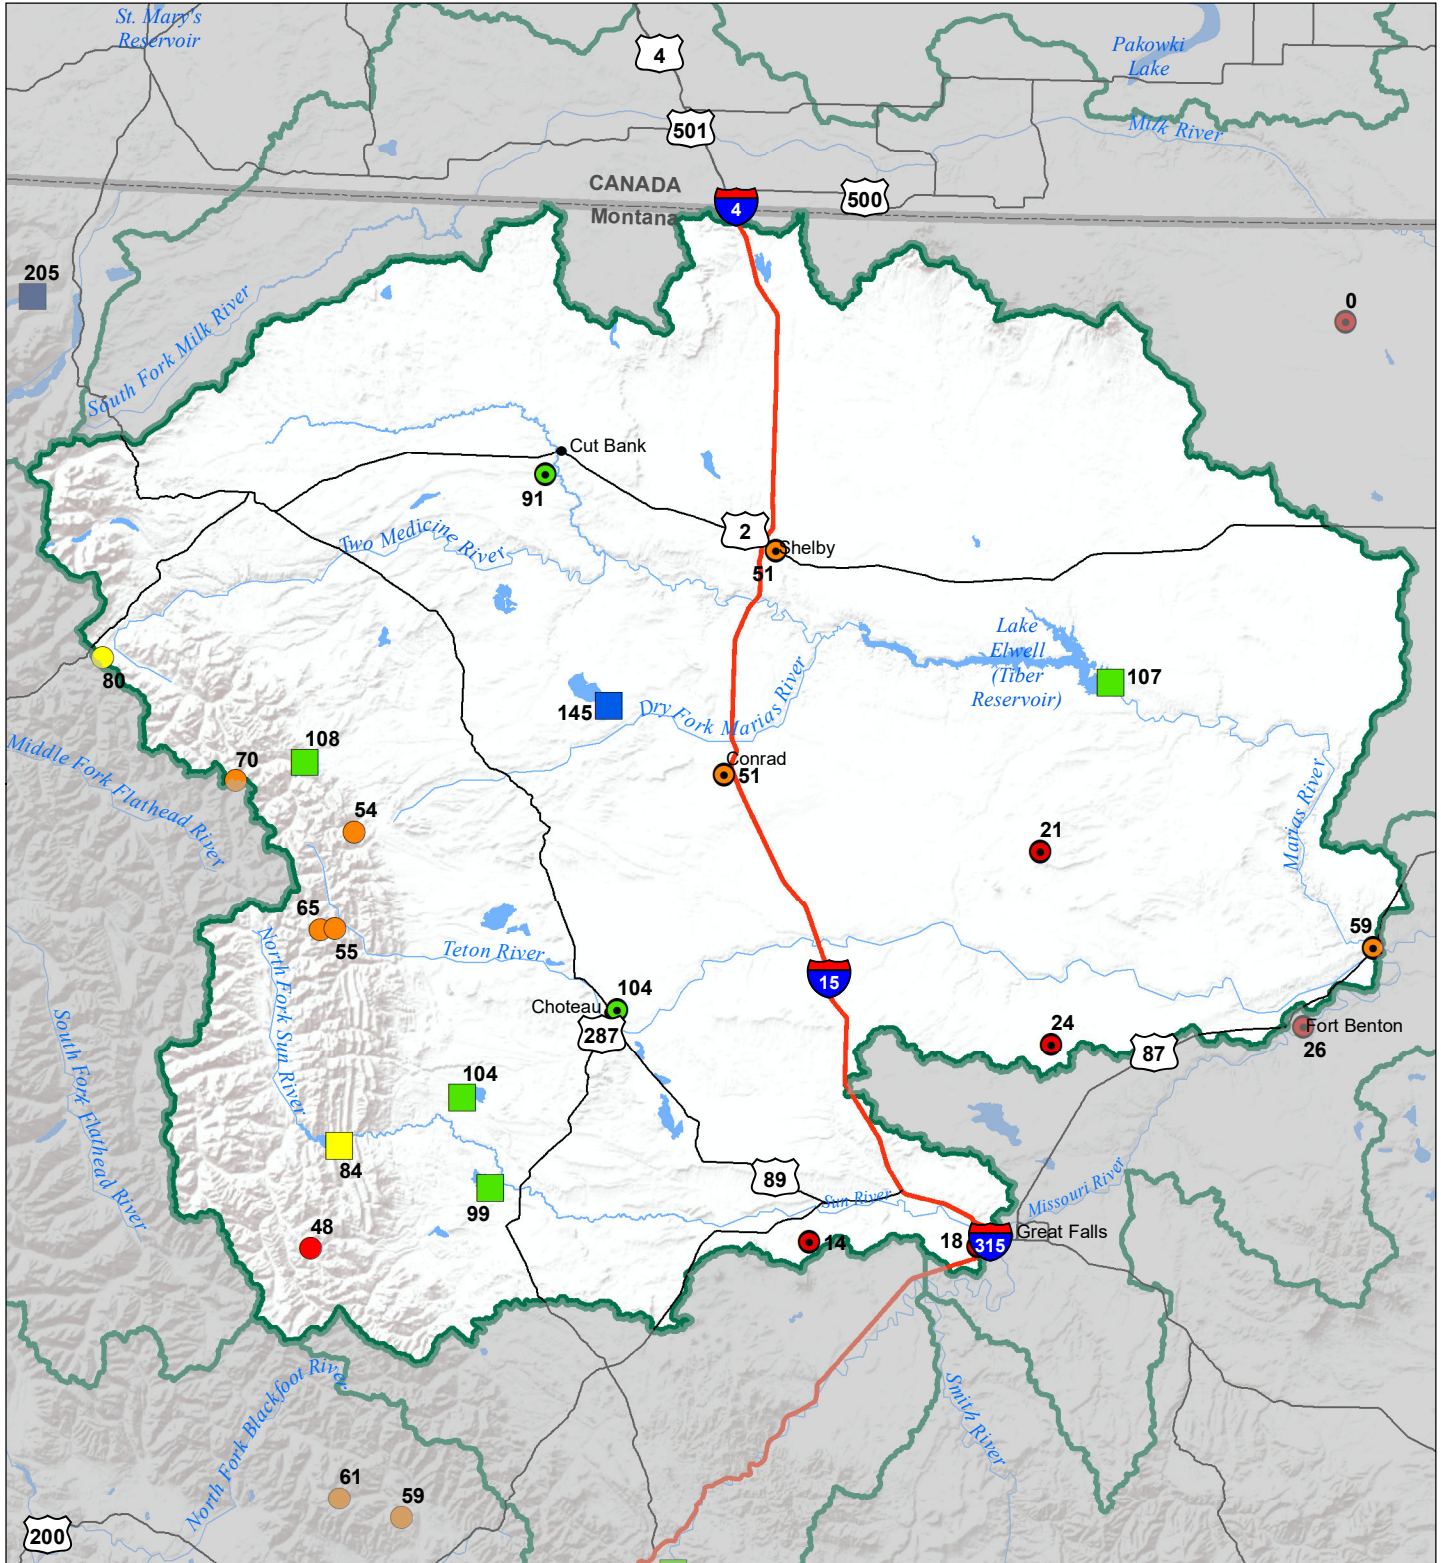 St. Mary's
Reservoir
4
Pakowki
Lake
501
Milk River
CANADA
Montana
4
500
205
0
South Fork Milk River
Cut Bank
91
2
Shelby
51
Two Medicine River
Lake
Elwell
(Tiber
Reservoir)
107
80
145
Dry Fork Marias River
108
70
Middle Fork Flathead River
Conrad
51
54
21
Marias River
65
55
North Fork Sun River
Teton River
59
15
Choteau
104
287
24
87
Fort Benton
26
South Fork Flathead River
104
84
99
89
Sun River
Missouri River
48
14
18
315
Great Falls
North Fork Blackfoot River
Smith River
61
59
200